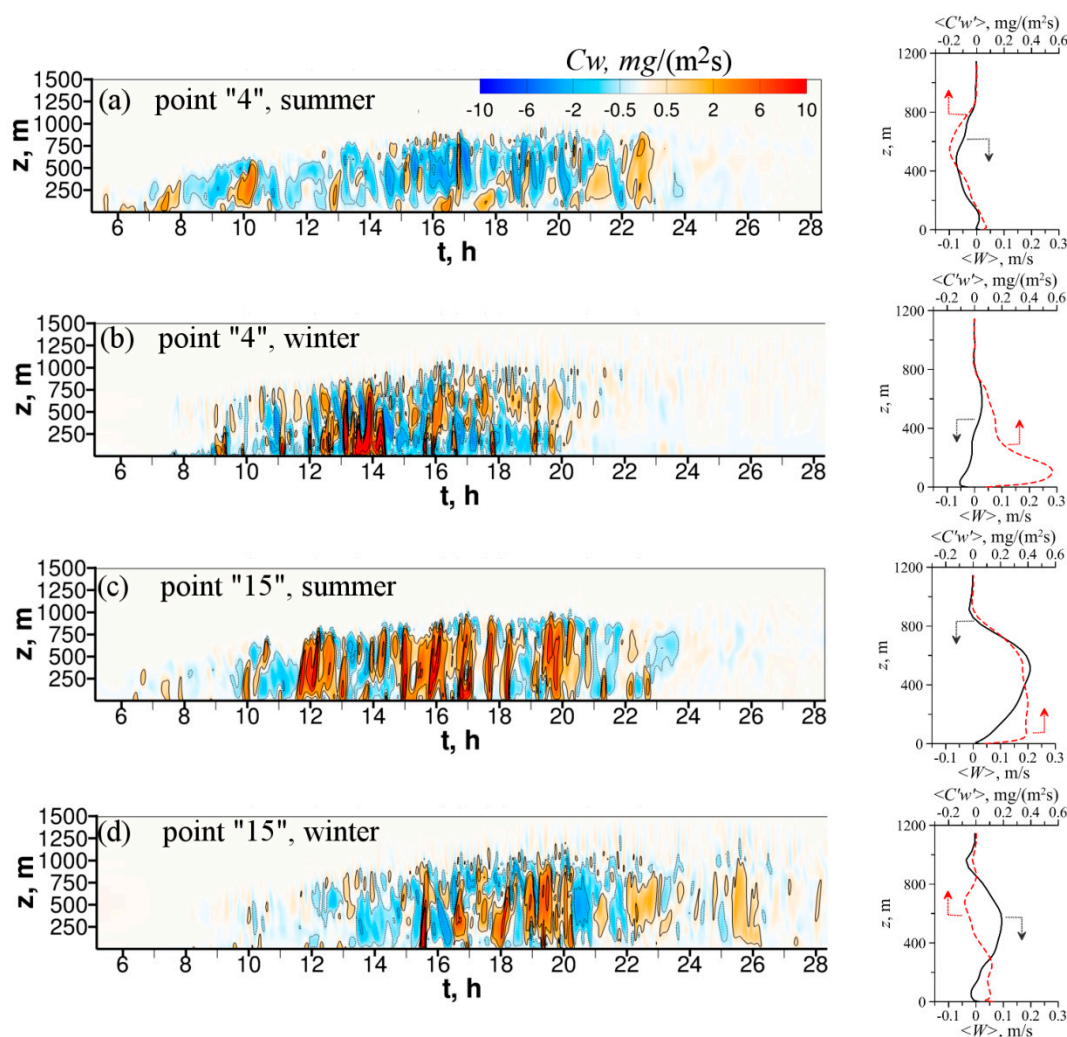 Cw, mg/(m²s)
-10 -6 -2 -0.5 0.5 2 6 10
(a) point "4", summer
z, m
1500
1000
750
500
250
6 8 10 12 14 16 18 20 22 24 26 28
t, h
<C'w'>, mg/(m²s)
-0.2 0 0.2 0.4 0.6
z, m
1200
800
400
0
-0.1 0 0.1 0.2 0.3
<W>, m/s
(b) point "4", winter
z, m
1500
1250
1000
750
500
250
6 8 10 12 14 16 18 20 22 24 26 28
t, h
<C'w'>, mg/(m²s)
-0.2 0 0.2 0.4 0.6
z, m
1200
800
400
0
-0.1 0 0.1 0.2 0.3
<W>, m/s
(c) point "15", summer
z, m
1500
1250
1000
750
500
250
6 8 10 12 14 16 18 20 22 24 26 28
t, h
<C'w'>, mg/(m²s)
-0.2 0 0.2 0.4 0.6
z, m
1200
800
400
0
-0.1 0 0.1 0.2 0.3
<W>, m/s
(d) point "15", winter
z, m
1500
1250
1000
750
500
250
6 8 10 12 14 16 18 20 22 24 26 28
t, h
<C'w'>, mg/(m²s)
-0.2 0 0.2 0.4 0.6
z, m
1200
800
400
0
-0.1 0 0.1 0.2 0.3
<W>, m/s